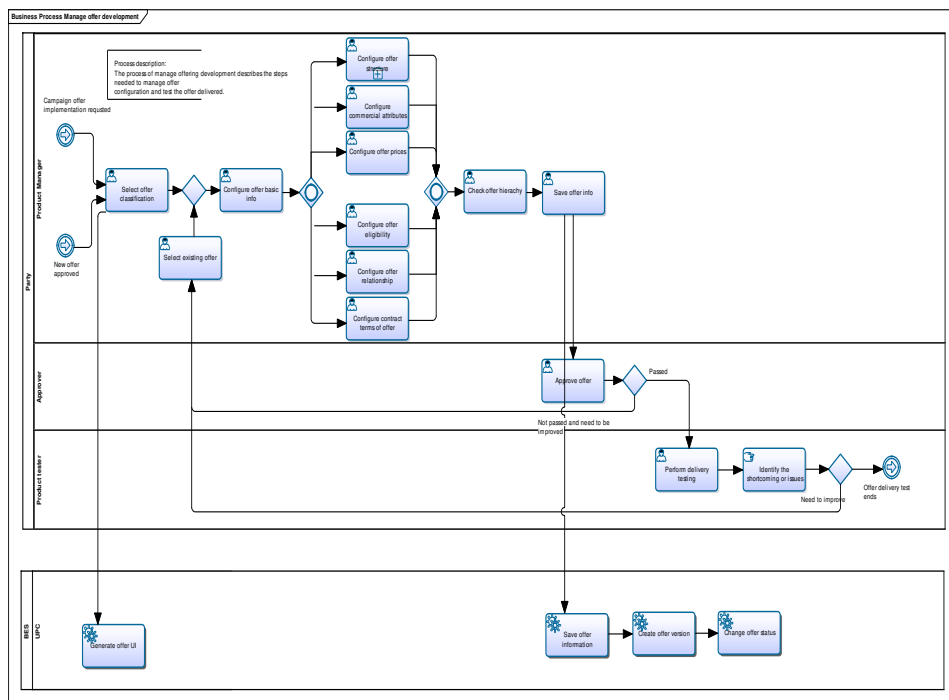 Business Process Manage offer development
Process description:
The process of manage offering development describes the steps
needed to manage offer
configuration and test the offer delivered.
Campaign offer
implementation requsted
New offer
approved
Select offer
classification
Select existing offer
Configure offer basic
info
Configure offer
structure
Configure
commercial attributes
Configure offer prices
Configure offer
eligibility
Configure offer
relationship
Configure contract
terms of offer
Check offer hierachy
Save offer info
Product Manager
Party
Approver
Approve offer
Passed
Not passed and need to be
improved
Product tester
Perform delivery
testing
Identify the
shortcoming or issues
Need to improve
Offer delivery test
ends
BES
UPC
Generate offer UI
Save offer
information
Create offer version
Change offer status